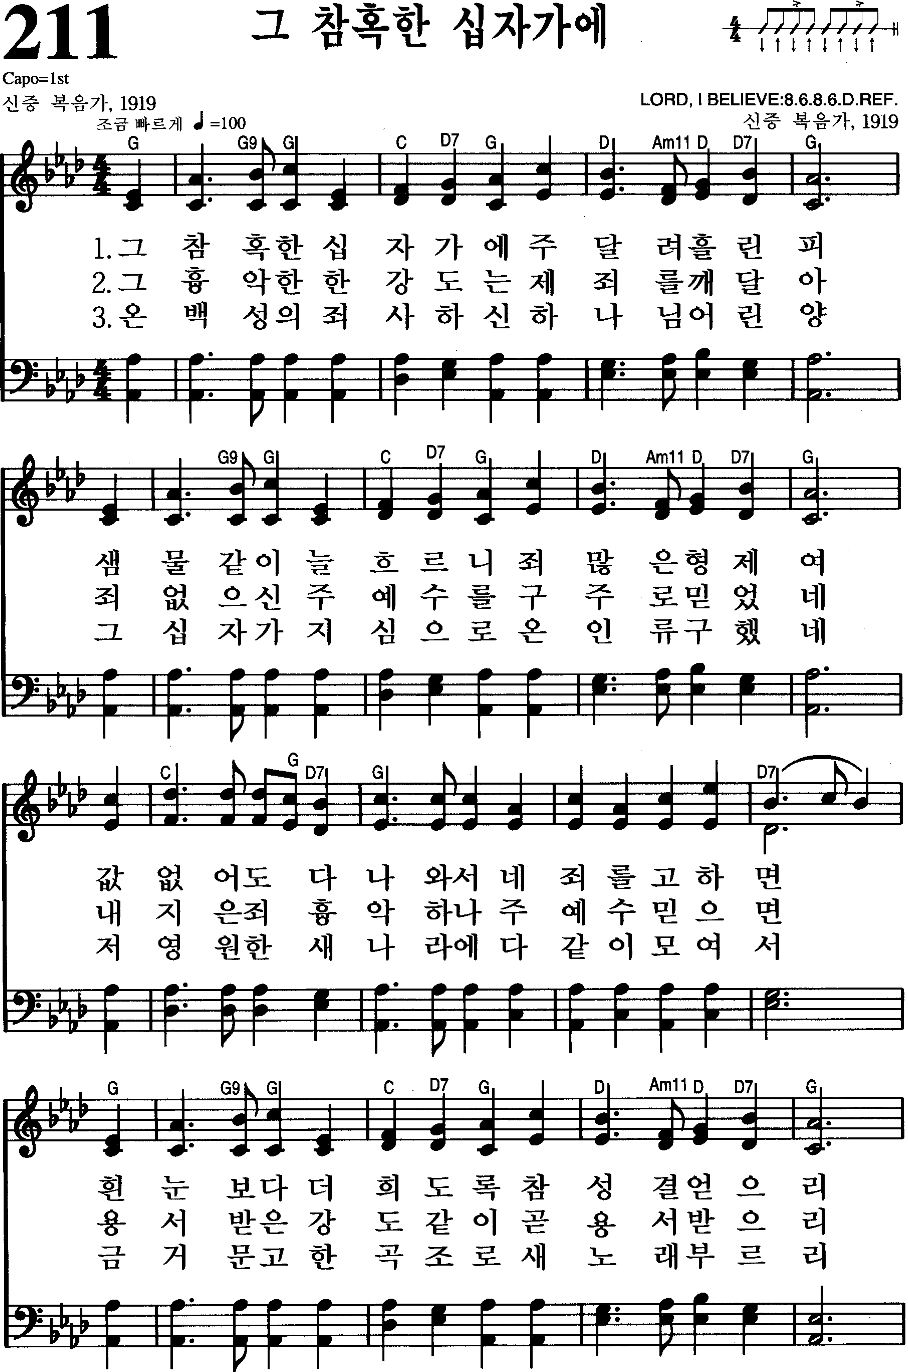 211
그 참혹한 십자가에
4 4
Capo=1st
신중 복음가, 1919
LORD, I BELIEVE:8.6.8.6.D.REF.
조금 빠르게 ♩=100
신중 복음가, 1919
G G9 G C D7 G D Am11 D D7 G
1.그 참 혹한 십 자 가 에 주 달 려흘 린 피
2.그 흉 악한 한 강 도 는 제 죄 를깨 달 아
3.온 백 성의 죄 사 하 신 하 나 님어 린 양
G9 G C D7 G D Am11 D D7 G
샘 물 같이 늘 흐 르 니 죄 많 은형 제 여
죄 없 으신 주 예 수 를 구 주 로믿 었 네
그 십 자가 지 심 으 로 온 인 류구 했 네
C G D7 G D7
값 없 어도 다 나 와서 네 죄 를 고 하 면
내 지 은죄 흉 악 하나 주 예 수 믿 으 면
저 영 원한 새 나 라에 다 같 이 모 여 서
G G9 G C D7 G D Am11 D D7 G
흰 눈 보다 더 희 도 록 참 성 결얻 으 리
용 서 받은 강 도 같 이 곧 용 서받 으 리
금 거 문고 한 곡 조 로 새 노 래부 르 리